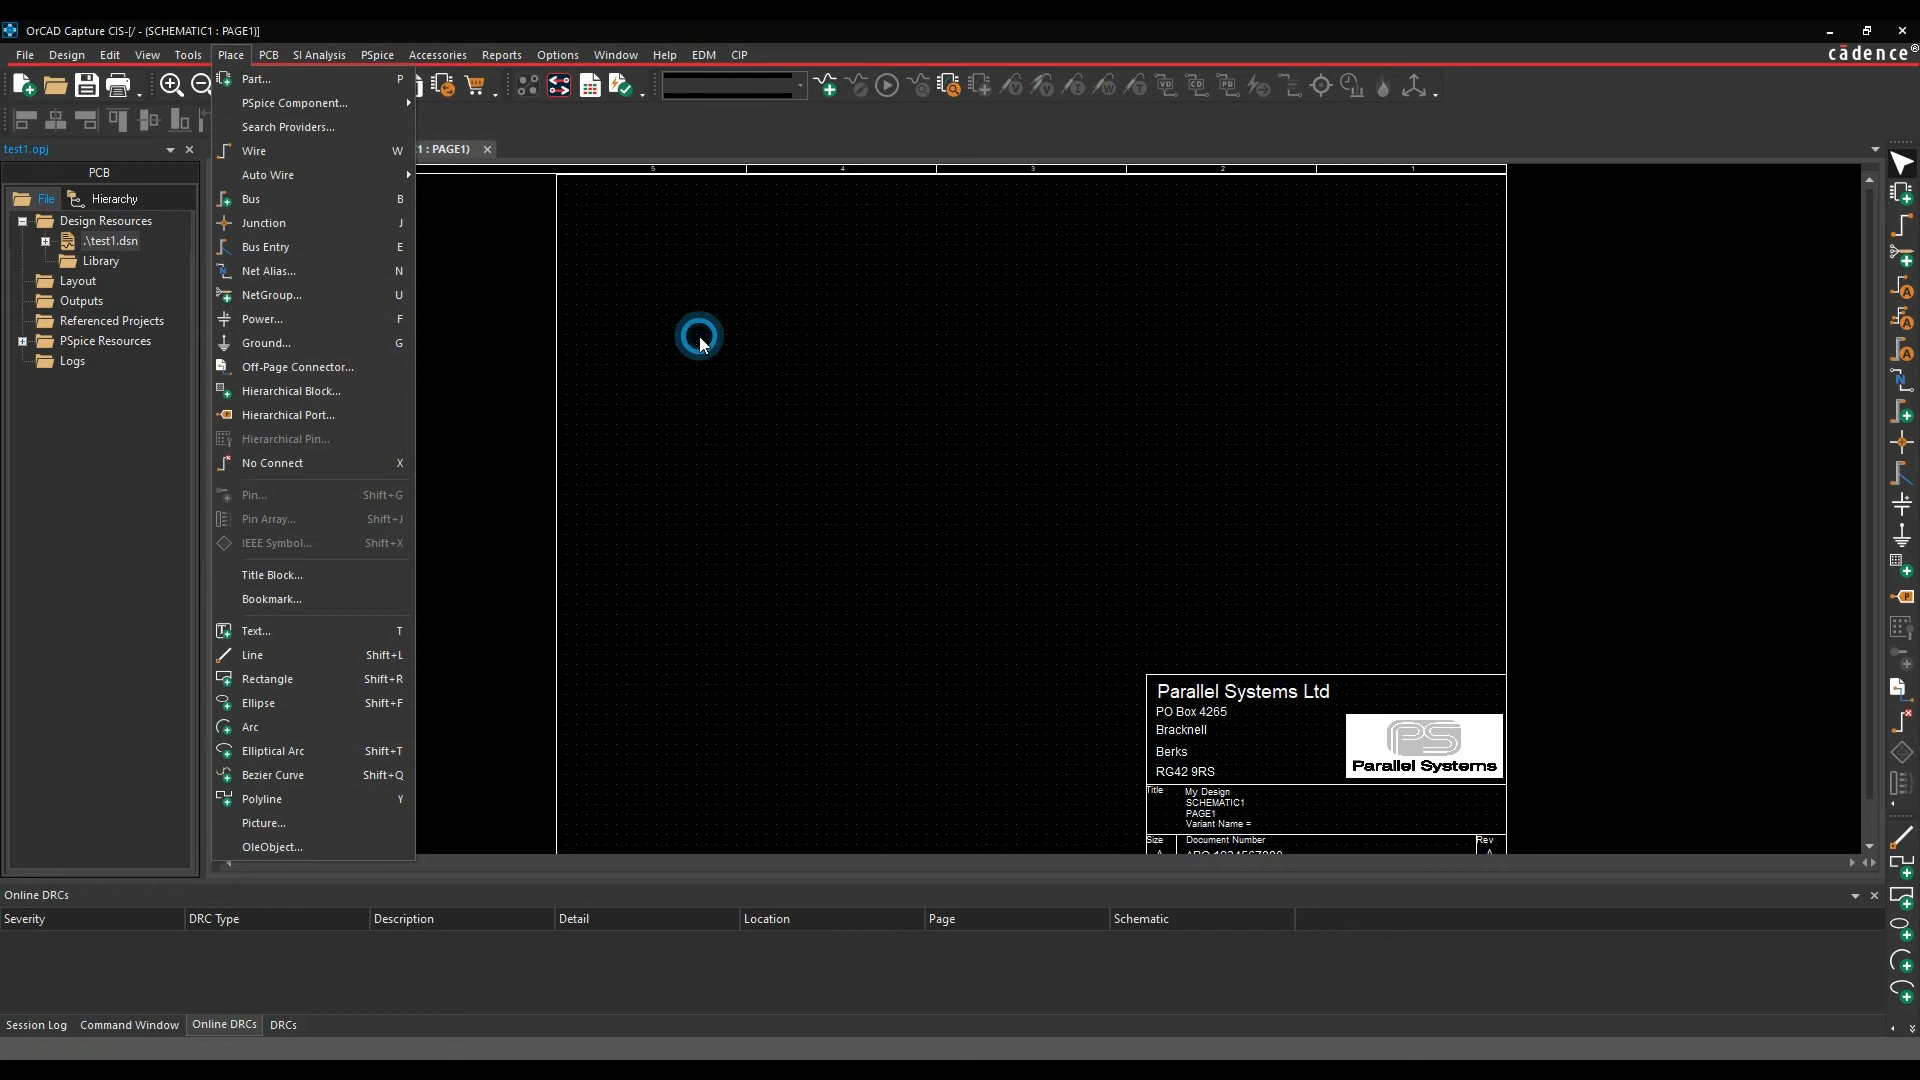 OrCAD Capture CIS-[/ - (SCHEMATIC1 : PAGE1)]
File Design Edit View Tools Place PCB SI Analysis PSpice Accessories Reports Options Window Help EDM CIP
cādence®
Part... P
PSpice Component...
Search Providers...
Wire W
Auto Wire
Bus B
Junction J
Bus Entry E
Net Alias... N
NetGroup... U
Power... F
Ground... G
Off-Page Connector...
Hierarchical Block...
Hierarchical Port...
Hierarchical Pin...
No Connect X
Pin... Shift+G
Pin Array... Shift+J
IEEE Symbol... Shift+X
Title Block...
Bookmark...
Text... T
Line Shift+L
Rectangle Shift+R
Ellipse Shift+F
Arc
Elliptical Arc Shift+T
Bezier Curve Shift+Q
Polyline Y
Picture...
OleObject...
test1.opj
PCB
File Hierarchy
Design Resources
.\test1.dsn
Library
Layout
Outputs
Referenced Projects
PSpice Resources
Logs
1 : PAGE1)
5 4 3 2 1
Parallel Systems Ltd
PO Box 4265
Bracknell
Berks
RG42 9RS
PS
Parallel Systems
Title My Design
SCHEMATIC1
PAGE1
Variant Name =
Size Document Number Rev
Online DRCs
Severity DRC Type Description Detail Location Page Schematic
Session Log Command Window Online DRCs DRCs